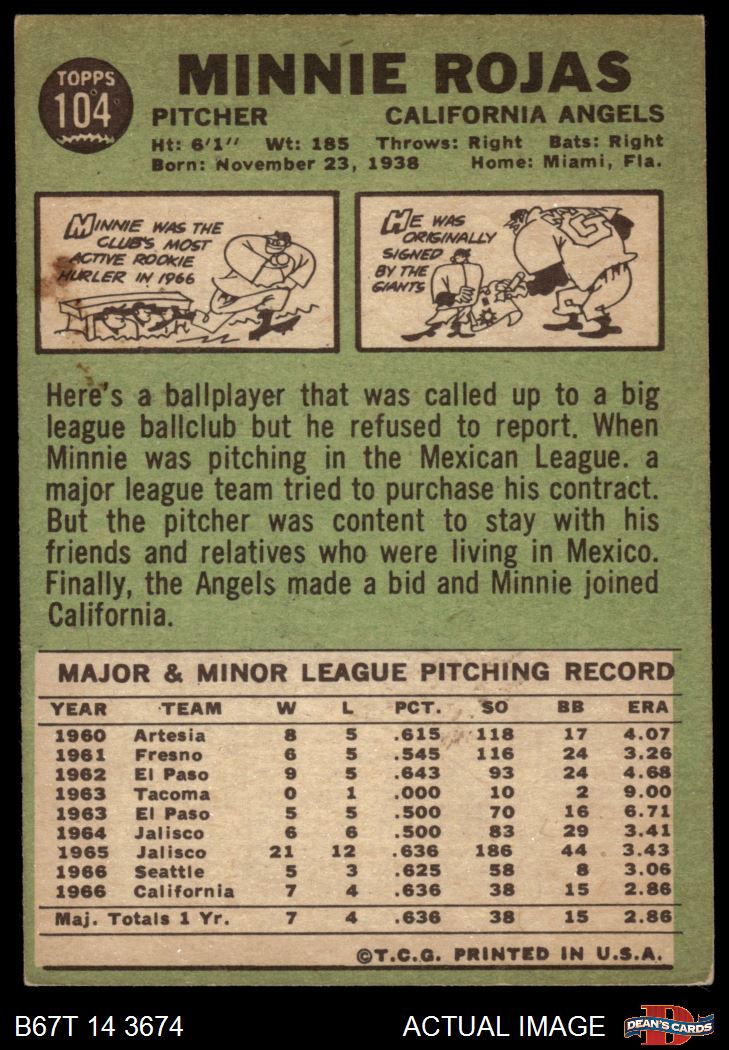 TOPPS
104
MINNIE ROJAS
PITCHER CALIFORNIA ANGELS
Ht: 6'1" Wt: 185 Throws: Right Bats: Right
Born: November 23, 1938 Home: Miami, Fla.
MINNIE WAS THE
CLUB'S MOST
ACTIVE ROOKIE
HURLER IN 1966
HE WAS
ORIGINALLY
SIGNED
BY THE
GIANTS
G
Here's a ballplayer that was called up to a big
league ballclub but he refused to report. When
Minnie was pitching in the Mexican League. a
major league team tried to purchase his contract.
But the pitcher was content to stay with his
friends and relatives who were living in Mexico.
Finally, the Angels made a bid and Minnie joined
California.
MAJOR & MINOR LEAGUE PITCHING RECORD
YEAR TEAM W L PCT. SO BB ERA
1960 Artesia 8 5 .615 118 17 4.07
1961 Fresno 6 5 .545 116 24 3.26
1962 El Paso 9 5 .643 93 24 4.68
1963 Tacoma 0 1 .000 10 2 9.00
1963 El Paso 5 5 .500 70 16 6.71
1964 Jalisco 6 6 .500 83 29 3.41
1965 Jalisco 21 12 .636 186 44 3.43
1966 Seattle 5 3 .625 58 8 3.06
1966 California 7 4 .636 38 15 2.86
Maj. Totals 1 Yr. 7 4 .636 38 15 2.86
©T.C.G. PRINTED IN U.S.A.
B67T 14 3674 ACTUAL IMAGE
D
DEAN'S CARDS